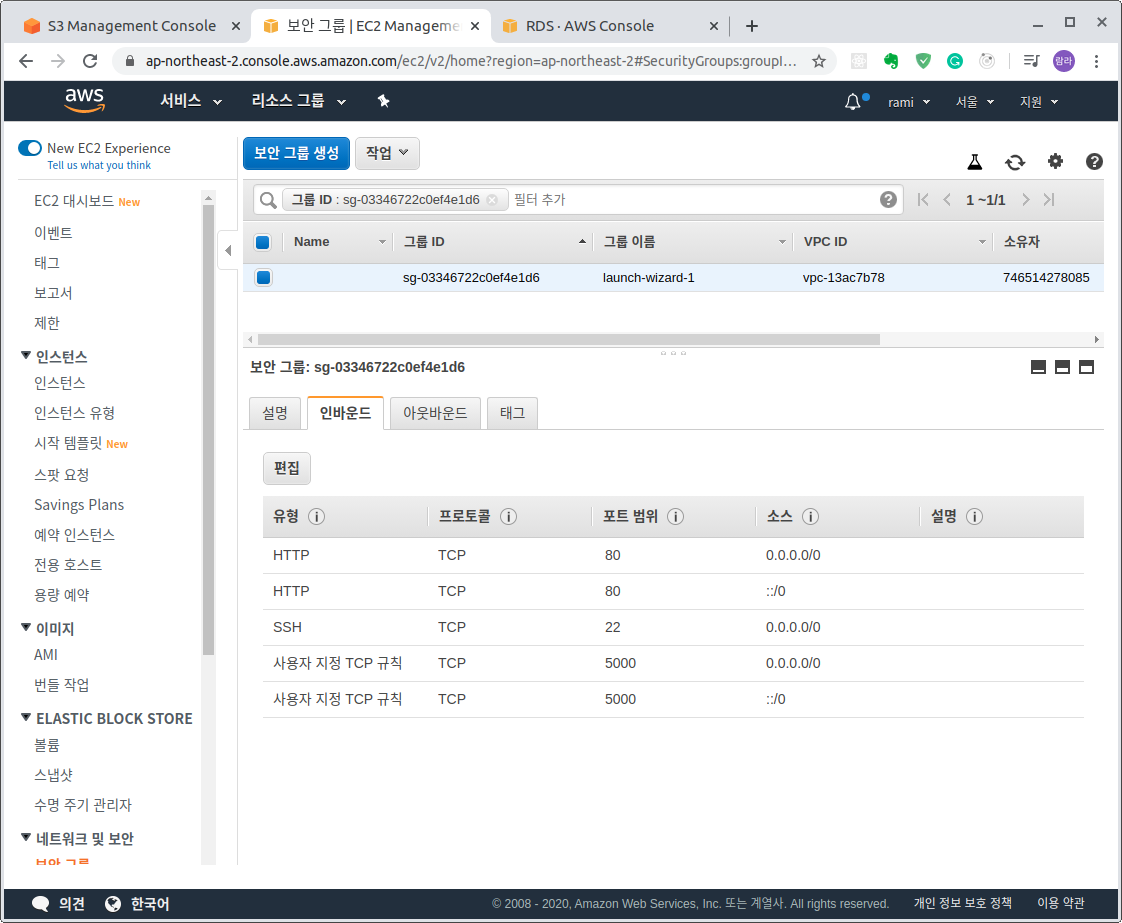 S3 Management Console
보안 그룹 | EC2 Manageme
RDS · AWS Console
ap-northeast-2.console.aws.amazon.com/ec2/v2/home?region=ap-northeast-2#SecurityGroups:groupI...
람라
aws 서비스 리소스 그룹 rami 서울 지원
New EC2 Experience
Tell us what you think
EC2 대시보드 New
이벤트
태그
보고서
제한
인스턴스
인스턴스
인스턴스 유형
시작 템플릿 New
스팟 요청
Savings Plans
예약 인스턴스
전용 호스트
용량 예약
이미지
AMI
번들 작업
ELASTIC BLOCK STORE
볼륨
스냅샷
수명 주기 관리자
네트워크 및 보안
보안 그룹
보안 그룹 생성 작업
그룹 ID : sg-03346722c0ef4e1d6 필터 추가 1 ~1/1
Name 그룹 ID 그룹 이름 VPC ID 소유자
sg-03346722c0ef4e1d6 launch-wizard-1 vpc-13ac7b78 746514278085
보안 그룹: sg-03346722c0ef4e1d6
설명 인바운드 아웃바운드 태그
편집
유형 프로토콜 포트 범위 소스 설명
HTTP TCP 80 0.0.0.0/0
HTTP TCP 80 ::/0
SSH TCP 22 0.0.0.0/0
사용자 지정 TCP 규칙 TCP 5000 0.0.0.0/0
사용자 지정 TCP 규칙 TCP 5000 ::/0
의견 한국어 © 2008 - 2020, Amazon Web Services, Inc. 또는 계열사. All rights reserved. 개인 정보 보호 정책 이용 약관